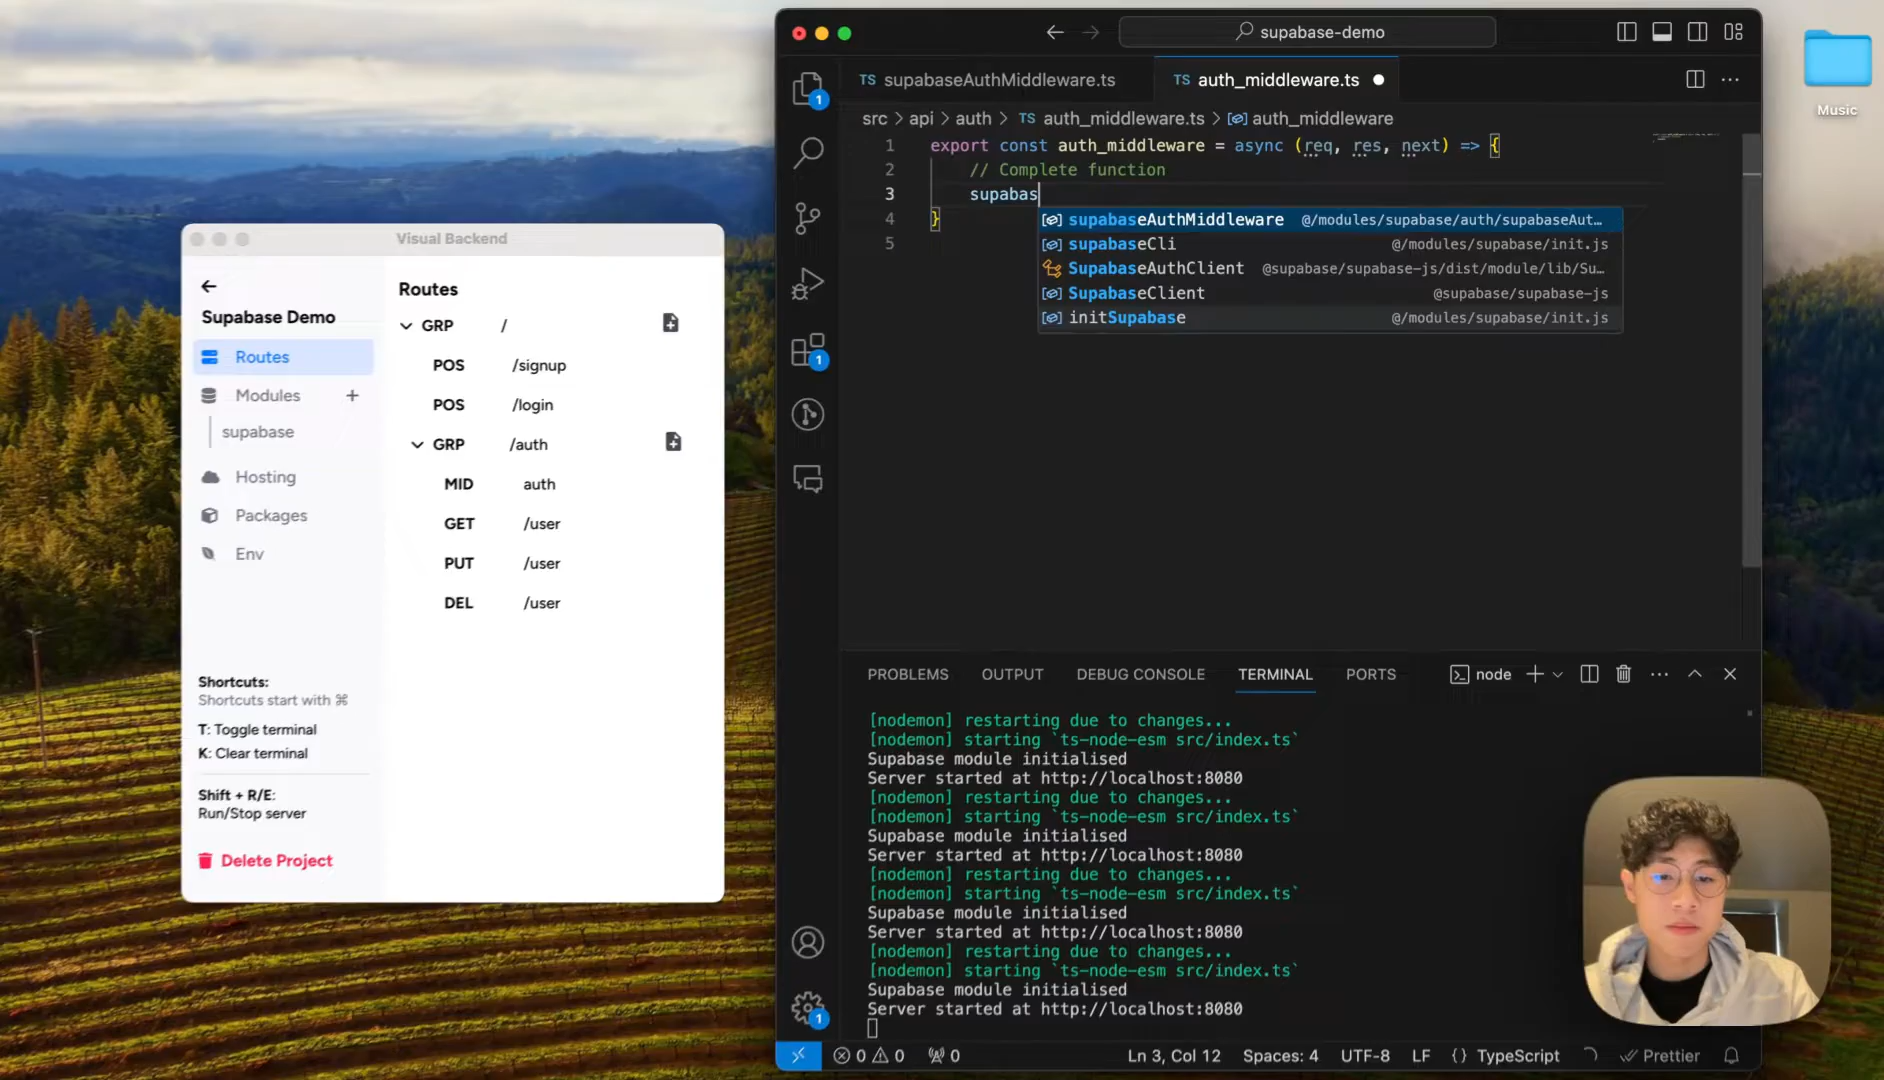 Visual Backend
Supabase Demo
Routes
Modules +
supabase
Hosting
Packages
Env
Shortcuts:
Shortcuts start with ⌘
T: Toggle terminal
K: Clear terminal
Shift + R/E:
Run/Stop server
Delete Project
Routes
GRP /
POS /signup
POS /login
GRP /auth
MID auth
GET /user
PUT /user
DEL /user
supabase-demo
TS supabaseAuthMiddleware.ts
TS auth_middleware.ts
src > api > auth > TS auth_middleware.ts > auth_middleware
1 export const auth_middleware = async (req, res, next) => {
2 // Complete function
3 supabas
4 }
5
supabaseAuthMiddleware @/modules/supabase/auth/supabaseAut…
supabaseCli @/modules/supabase/init.js
SupabaseAuthClient @supabase/supabase-js/dist/module/lib/Su…
SupabaseClient @supabase/supabase-js
initSupabase @/modules/supabase/init.js
1
1
1
PROBLEMS OUTPUT DEBUG CONSOLE TERMINAL PORTS node
[nodemon] restarting due to changes...
[nodemon] starting `ts-node-esm src/index.ts`
Supabase module initialised
Server started at http://localhost:8080
[nodemon] restarting due to changes...
[nodemon] starting `ts-node-esm src/index.ts`
Supabase module initialised
Server started at http://localhost:8080
[nodemon] restarting due to changes...
[nodemon] starting `ts-node-esm src/index.ts`
Supabase module initialised
Server started at http://localhost:8080
[nodemon] restarting due to changes...
[nodemon] starting `ts-node-esm src/index.ts`
Supabase module initialised
Server started at http://localhost:8080
0 0 0 Ln 3, Col 12 Spaces: 4 UTF-8 LF {} TypeScript Prettier
Music